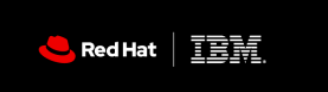 Red Hat | IBM.